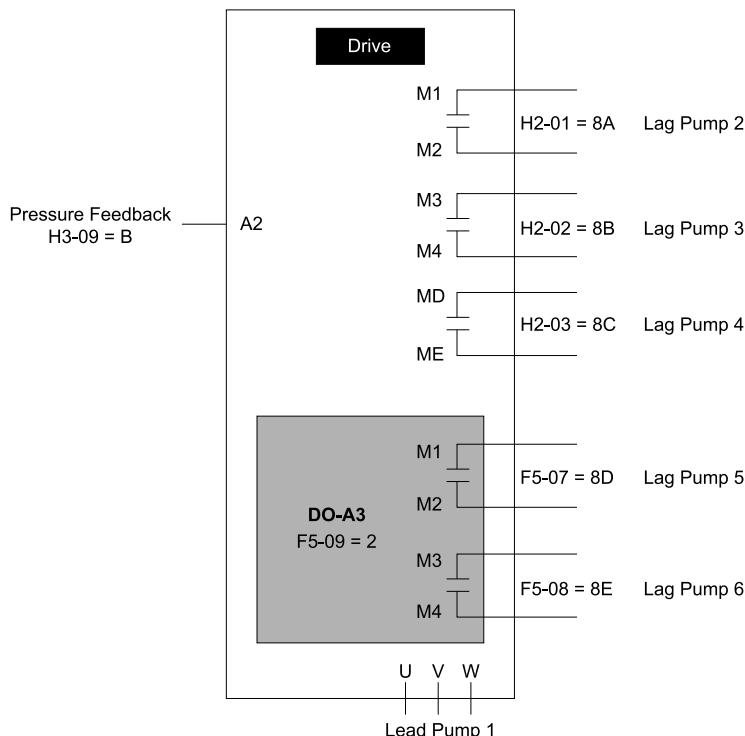 Drive
M1
H2-01 = 8A Lag Pump 2
M2
M3
Pressure Feedback
A2
H2-02 = 8B Lag Pump 3
H3-09 = B
M4
MD
H2-03 = 8C Lag Pump 4
ME
M1
F5-07 = 8D Lag Pump 5
M2
DO-A3
F5-09 = 2
M3
F5-08 = 8E Lag Pump 6
M4
U V W
Lead Pump 1